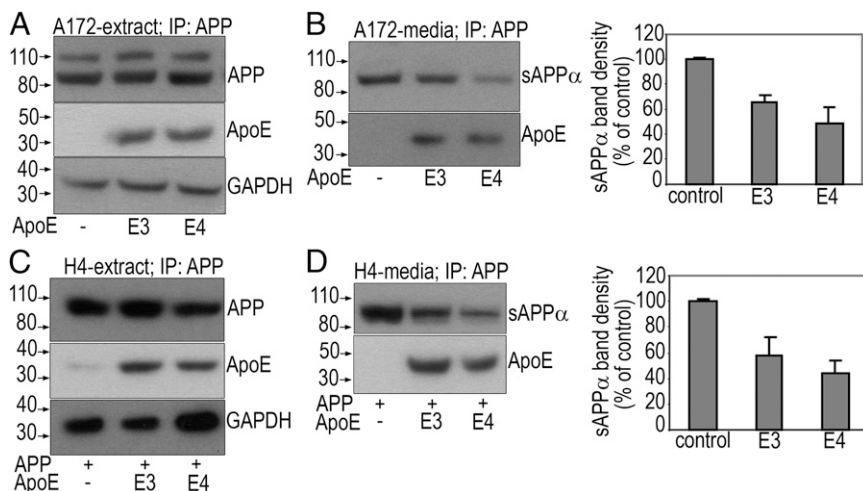 A
A172-extract; IP: APP
110
80
APP
50
30
ApoE
40
30
GAPDH
ApoE - E3 E4
B
A172-media; IP: APP
110
80
sAPPα
50
30
ApoE
ApoE - E3 E4
sAPPα band density
(% of control)
120
100
80
60
40
20
0
control E3 E4
C
H4-extract; IP: APP
110
80
APP
40
30
ApoE
40
30
GAPDH
APP + + +
ApoE - E3 E4
D
H4-media; IP: APP
110
80
sAPPα
50
30
ApoE
APP + + +
ApoE - E3 E4
sAPPα band density
(% of control)
120
100
80
60
40
20
0
control E3 E4